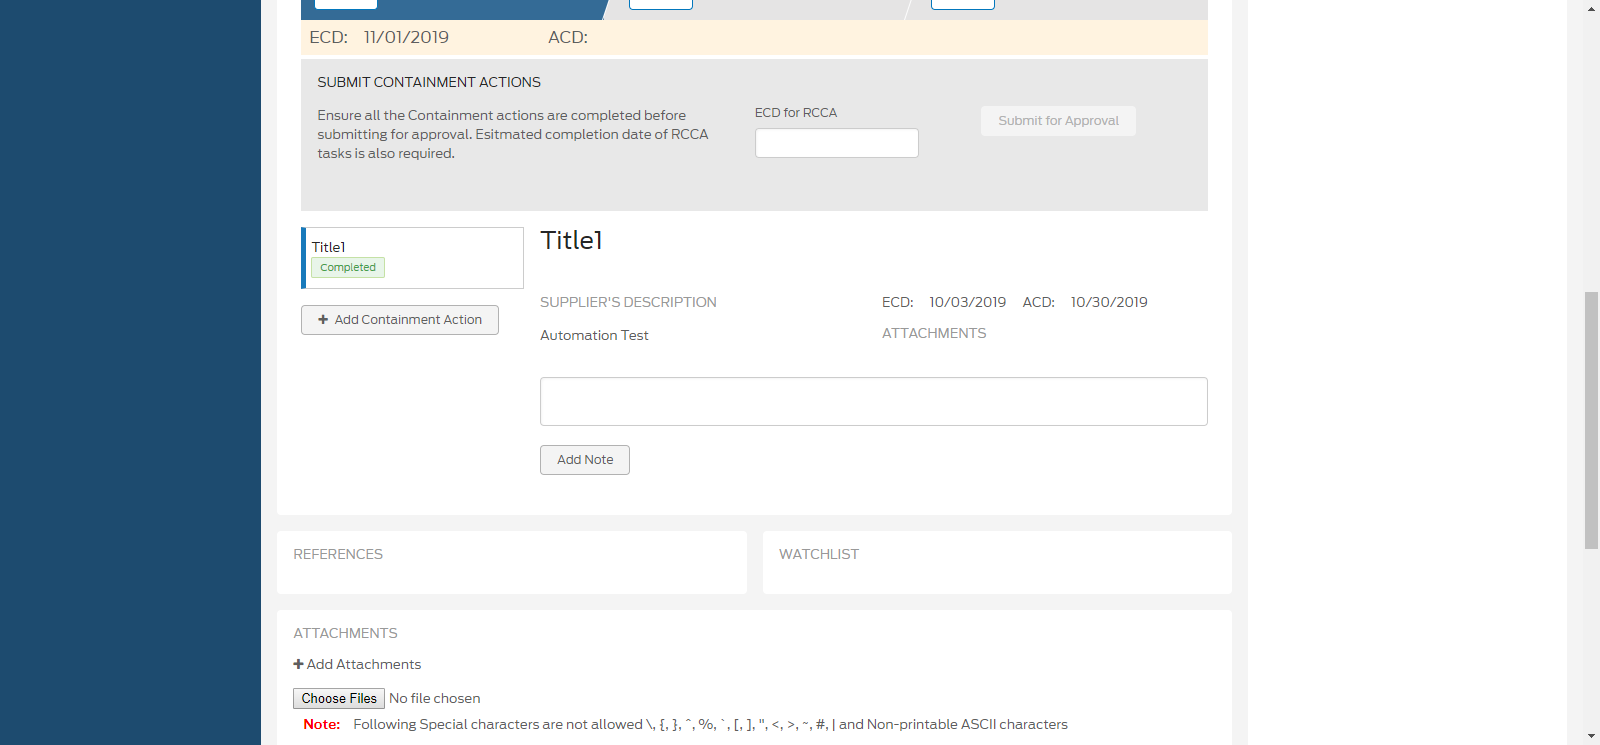 ECD: 11/01/2019 ACD:
SUBMIT CONTAINMENT ACTIONS
Ensure all the Containment actions are completed before
submitting for approval. Esitmated completion date of RCCA
tasks is also required.
ECD for RCCA
Submit for Approval
Title1
Completed
+ Add Containment Action
Title1
SUPPLIER'S DESCRIPTION
Automation Test
ECD: 10/03/2019 ACD: 10/30/2019
ATTACHMENTS
Add Note
REFERENCES
WATCHLIST
ATTACHMENTS
+ Add Attachments
Choose Files No file chosen
Note: Following Special characters are not allowed \, {, }, ^, %, `, [, ], ", <, >, ~, #, | and Non-printable ASCII characters